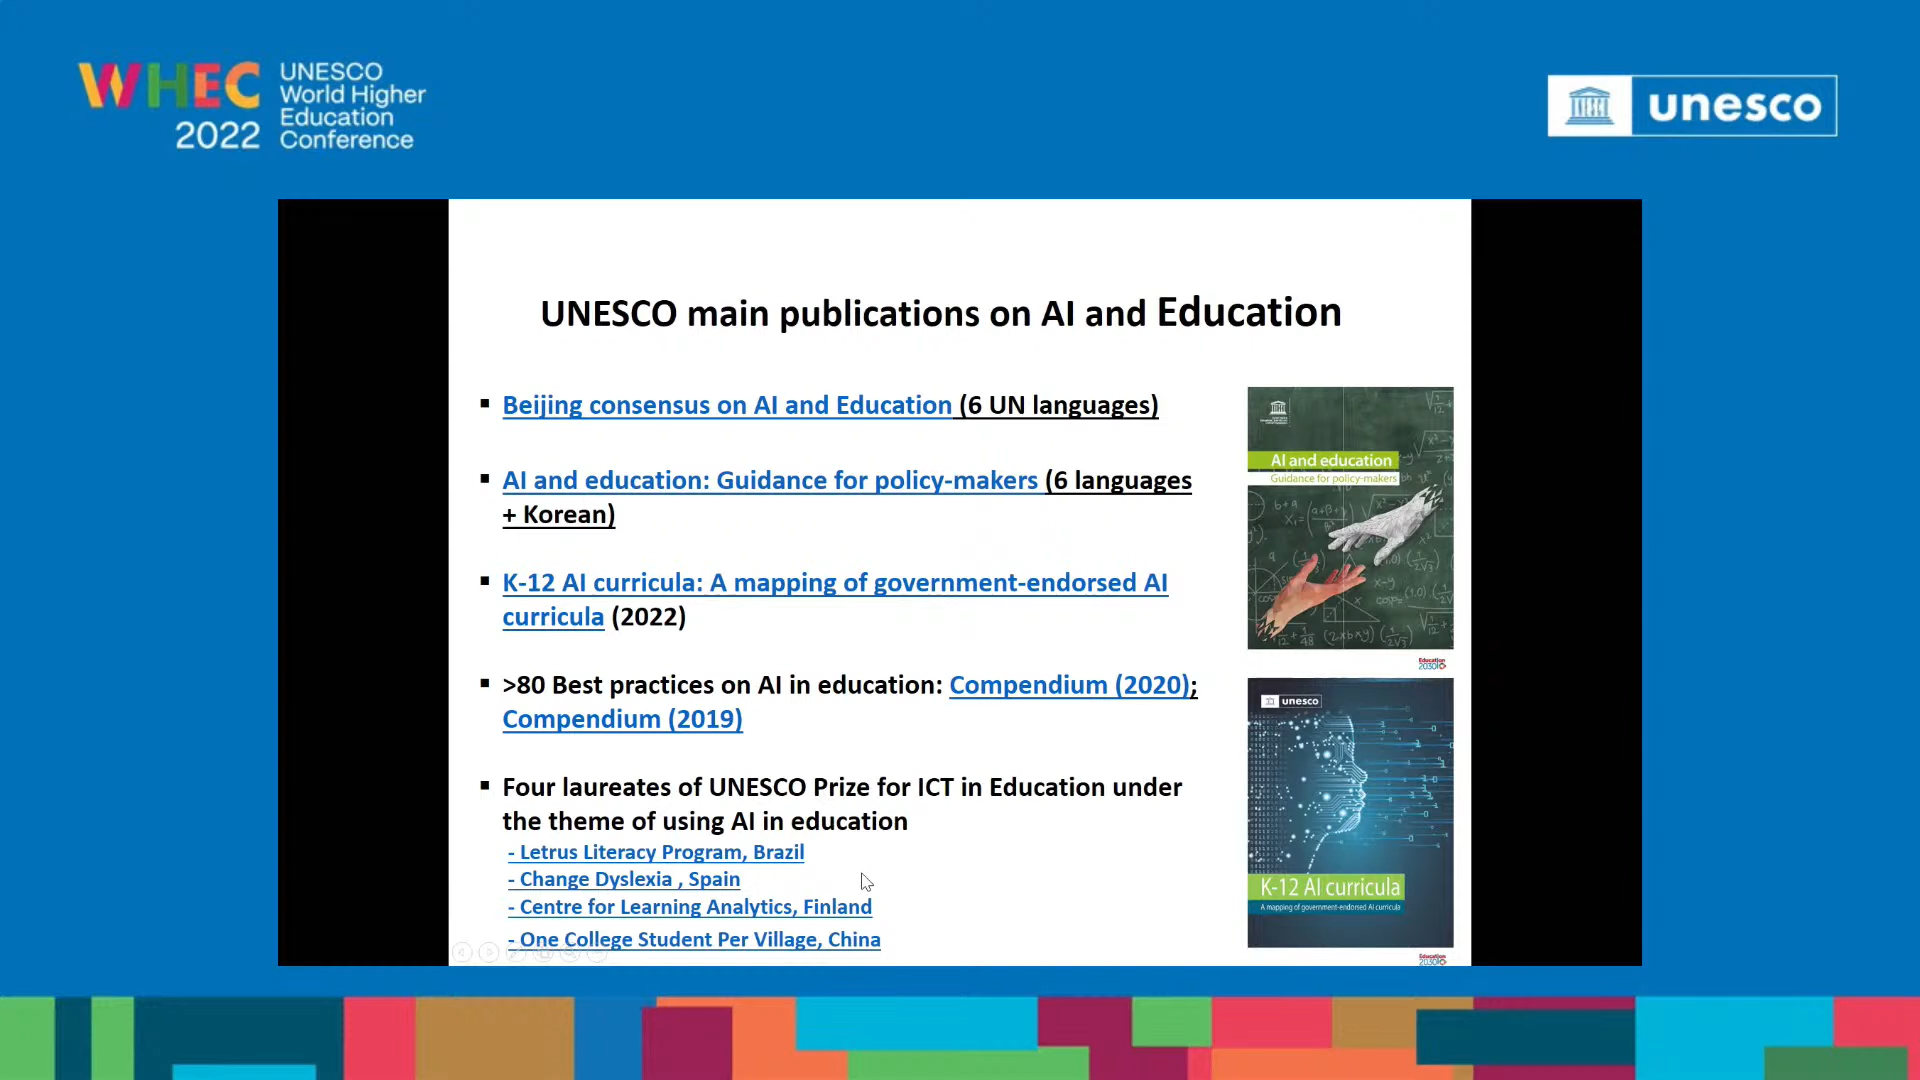 WHEC
2022
UNESCO
World Higher
Education
Conference
unesco
UNESCO main publications on AI and Education
▪ Beijing consensus on AI and Education (6 UN languages)
▪ AI and education: Guidance for policy-makers (6 languages
+ Korean)
▪ K-12 AI curricula: A mapping of government-endorsed AI
curricula (2022)
▪ >80 Best practices on AI in education: Compendium (2020);
Compendium (2019)
▪ Four laureates of UNESCO Prize for ICT in Education under
the theme of using AI in education
- Letrus Literacy Program, Brazil
- Change Dyslexia , Spain
- Centre for Learning Analytics, Finland
- One College Student Per Village, China
AI and education
Guidance for policy-makers
Education
2030
unesco
K-12 AI curricula
A mapping of government-endorsed AI curricula
Education
2030